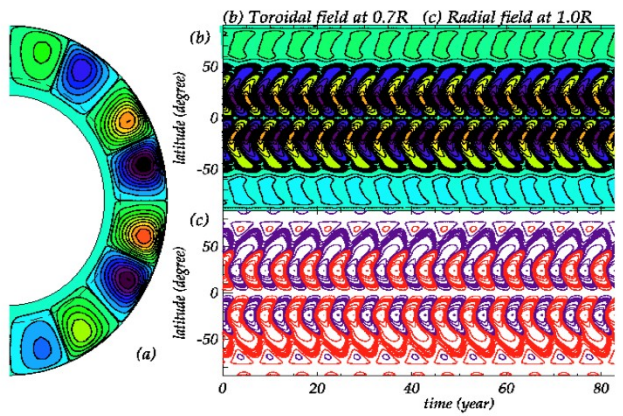 (b) Toroidal field at 0.7R (c) Radial field at 1.0R
(b)
50
0
-50
latitude (degree)
(c)
50
0
-50
latitude (degree)
0 20 40 60 80
time (year)
(a)